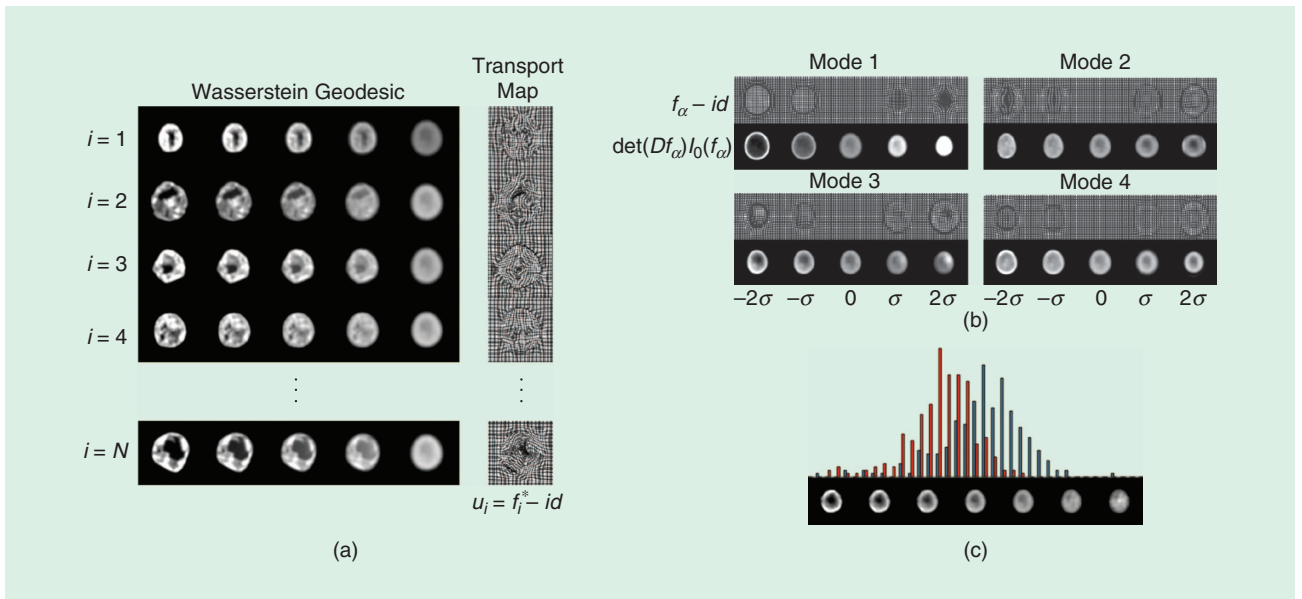 Wasserstein Geodesic
Transport
Map
i = 1
i = 2
i = 3
i = 4
⋮ ⋮
i = N
u_i = f_i^* – id
(a)
Mode 1 Mode 2
f_α – id
det(Df_α)I_0(f_α)
Mode 3 Mode 4
–2σ –σ 0 σ 2σ –2σ –σ 0 σ 2σ
(b)
(c)